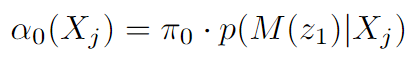 α₀(Xⱼ) = π₀ · p(M(z₁)|Xⱼ)